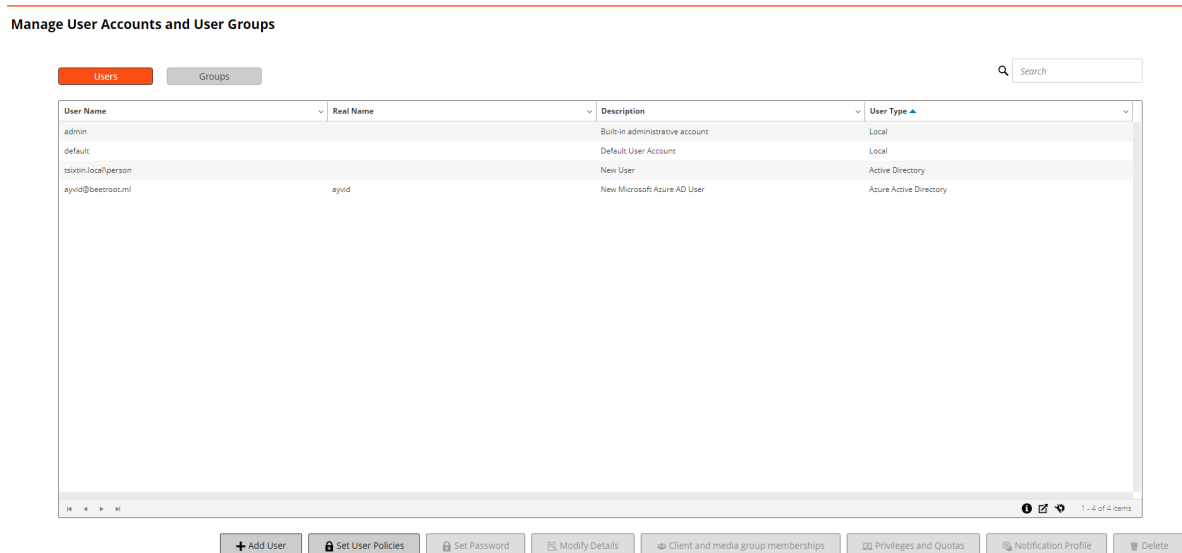 Manage User Accounts and User Groups
Users Groups Search
User Name Real Name Description User Type
admin Built-in administrative account Local
default Default User Account Local
tsixtin.local\person New User Active Directory
ayvid@beetroot.ml ayvid New Microsoft Azure AD User Azure Active Directory
1 - 4 of 4 items
Add User Set User Policies Set Password Modify Details Client and media group memberships Privileges and Quotas Notification Profile Delete